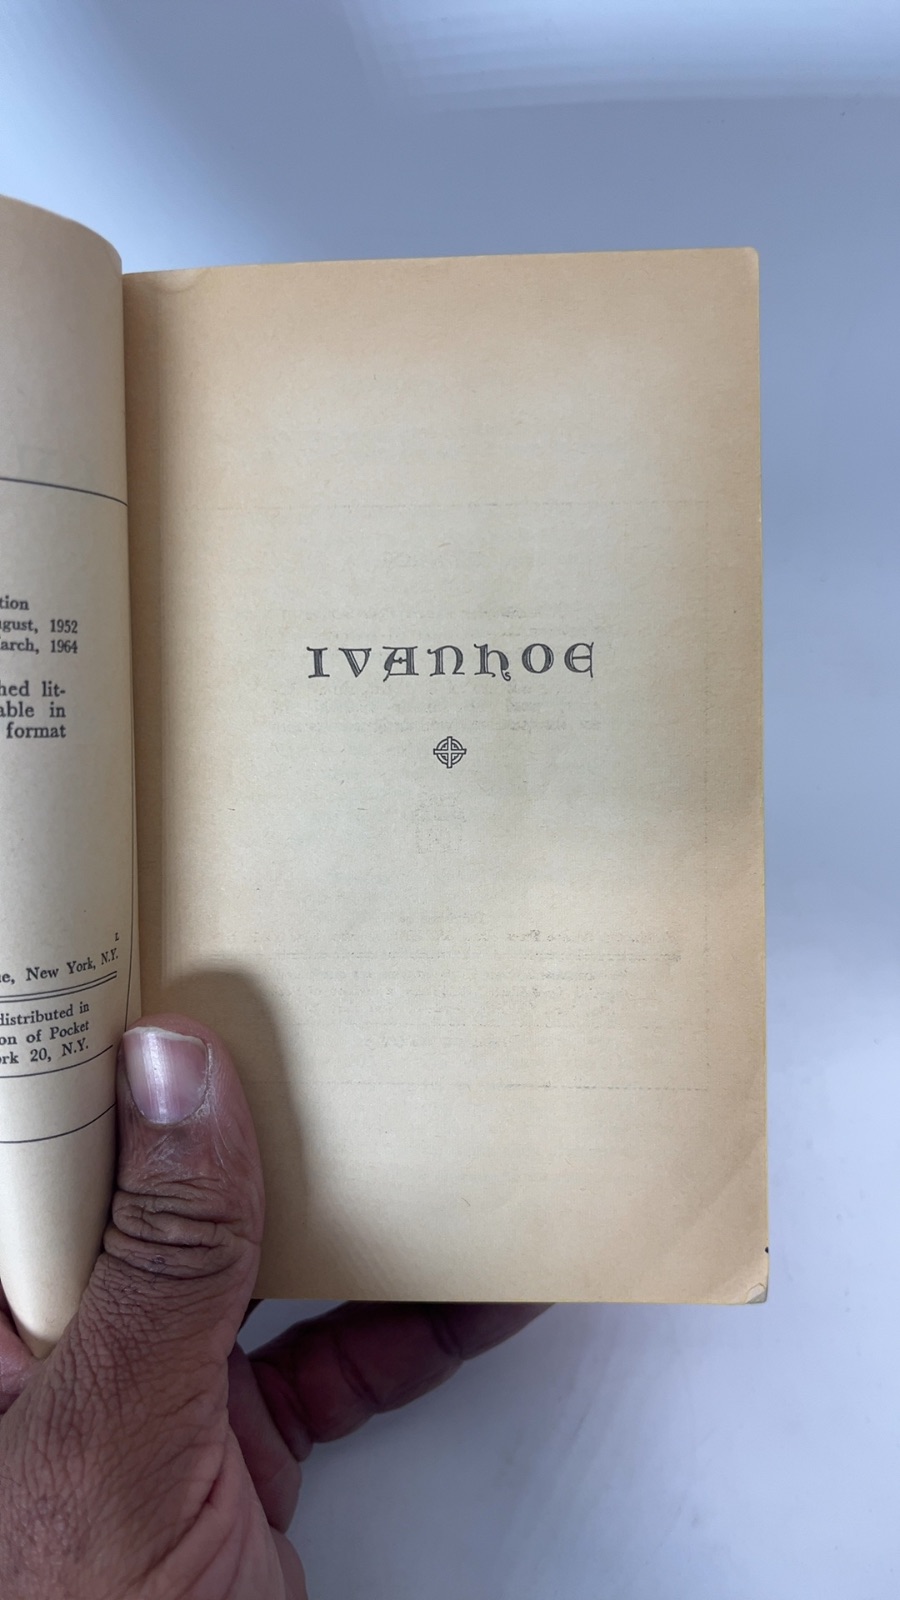 tion
gust, 1952
arch, 1964
hed lit-
able in
format
e, New York, N.Y.
distributed in
on of Pocket
rk 20, N.Y.
IVANHOE